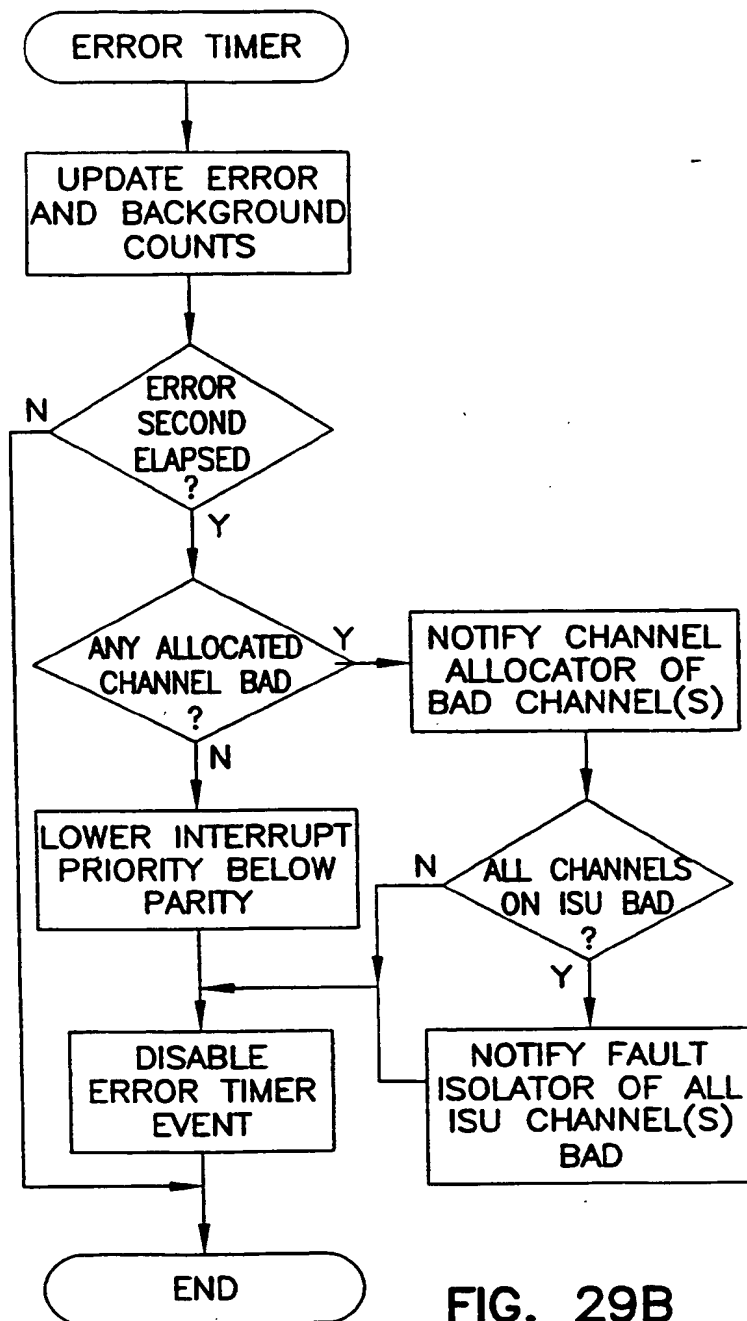 ERROR TIMER
UPDATE ERROR
AND BACKGROUND
COUNTS
ERROR
SECOND
ELAPSED
?
N
Y
ANY ALLOCATED
CHANNEL BAD
?
Y
N
NOTIFY CHANNEL
ALLOCATOR OF
BAD CHANNEL(S)
LOWER INTERRUPT
PRIORITY BELOW
PARITY
ALL CHANNELS
ON ISU BAD
?
N
Y
DISABLE
ERROR TIMER
EVENT
NOTIFY FAULT
ISOLATOR OF ALL
ISU CHANNEL(S)
BAD
END
FIG. 29B